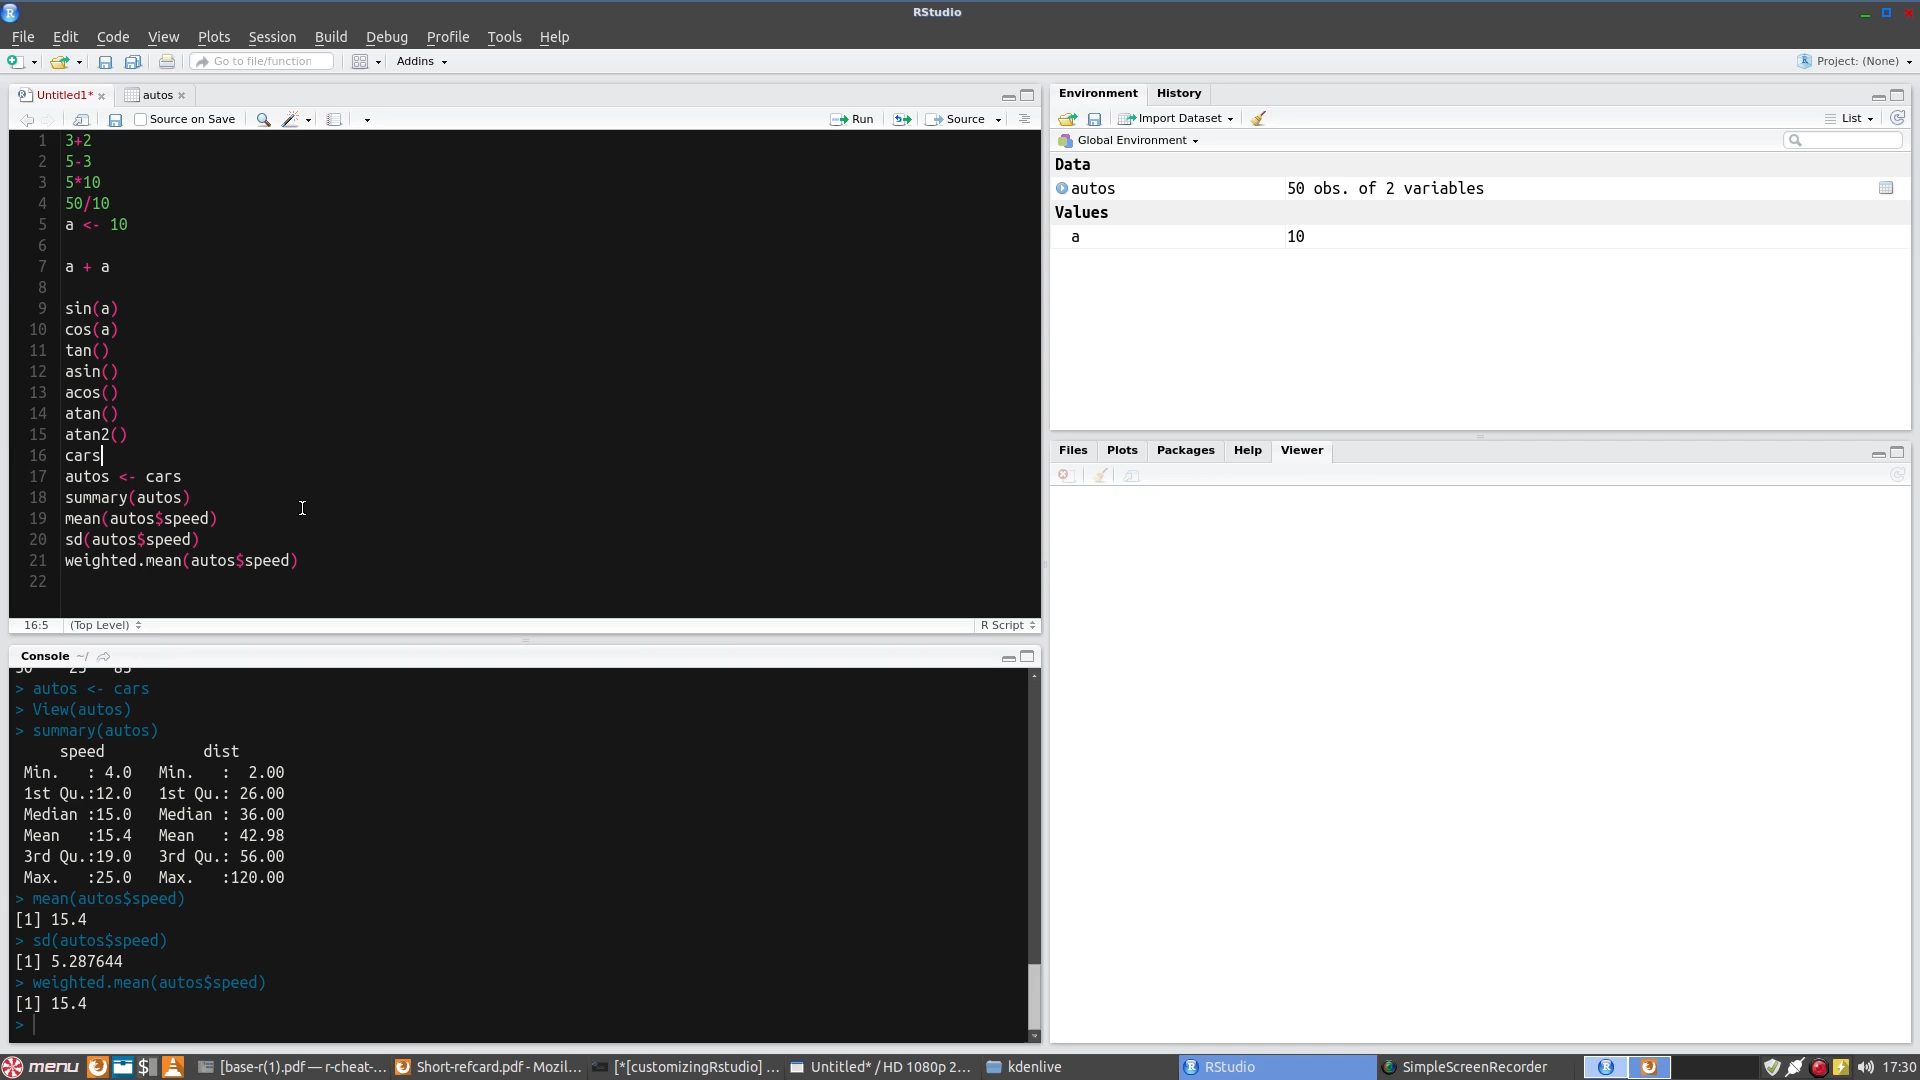 RStudio
File Edit Code View Plots Session Build Debug Profile Tools Help
Go to file/function Addins Project: (None)
Untitled1* autos
Source on Save Run Source
1 3+2
2 5-3
3 5*10
4 50/10
5 a <- 10
6
7 a + a
8
9 sin(a)
10 cos(a)
11 tan()
12 asin()
13 acos()
14 atan()
15 atan2()
16 cars
17 autos <- cars
18 summary(autos)
19 mean(autos$speed)
20 sd(autos$speed)
21 weighted.mean(autos$speed)
22
16:5 (Top Level) R Script
Console ~/
> autos <- cars
> View(autos)
> summary(autos)
speed dist
Min. : 4.0 Min. : 2.00
1st Qu.:12.0 1st Qu.: 26.00
Median :15.0 Median : 36.00
Mean :15.4 Mean : 42.98
3rd Qu.:19.0 3rd Qu.: 56.00
Max. :25.0 Max. :120.00
> mean(autos$speed)
[1] 15.4
> sd(autos$speed)
[1] 5.287644
> weighted.mean(autos$speed)
[1] 15.4
>
Environment History
Import Dataset List
Global Environment
Data
autos 50 obs. of 2 variables
Values
a 10
Files Plots Packages Help Viewer
menu [base-r(1).pdf — r-cheat-... Short-refcard.pdf - Mozil... [*[customizingRstudio] ... Untitled* / HD 1080p 2... kdenlive RStudio SimpleScreenRecorder 17:30